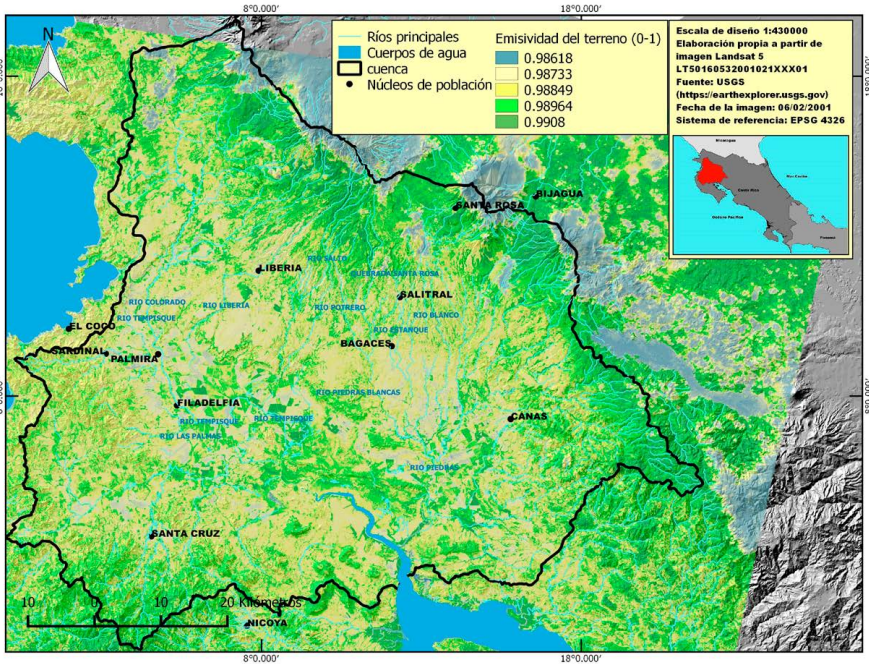 8°0.000'
18°0.000'
N
Ríos principales
Cuerpos de agua
cuenca
Núcleos de población
Emisividad del terreno (0-1)
0.98618
0.98733
0.98849
0.98964
0.9908
Escala de diseño 1:430000
Elaboración propia a partir de
imagen Landsat 5
LT50160532001021XXX01
Fuente: USGS
(https://earthexplorer.usgs.gov)
Fecha de la imagen: 06/02/2001
Sistema de referencia: EPSG 4326
BIJAGUA
SANTA ROSA
LIBERIA
RIO SALTO
QUEBRADA SANTA ROSA
SALITRAL
RIO COLORADO
RIO LIBERIA
RIO POTRERO
RIO BLANCO
RIO TEMPISQUE
EL COCO
RIO ESTANQUE
BAGACES
SARDINAL
PALMIRA
RIO PIEDRAS BLANCAS
FILADELFIA
RIO TEMPISQUE
RIO TEMPISQUE
CANAS
RIO LAS PALMAS
RIO PIEDRAS
SANTA CRUZ
10 0 10 20 Kilómetros
NICOYA
8°0.000'
18°0.000'